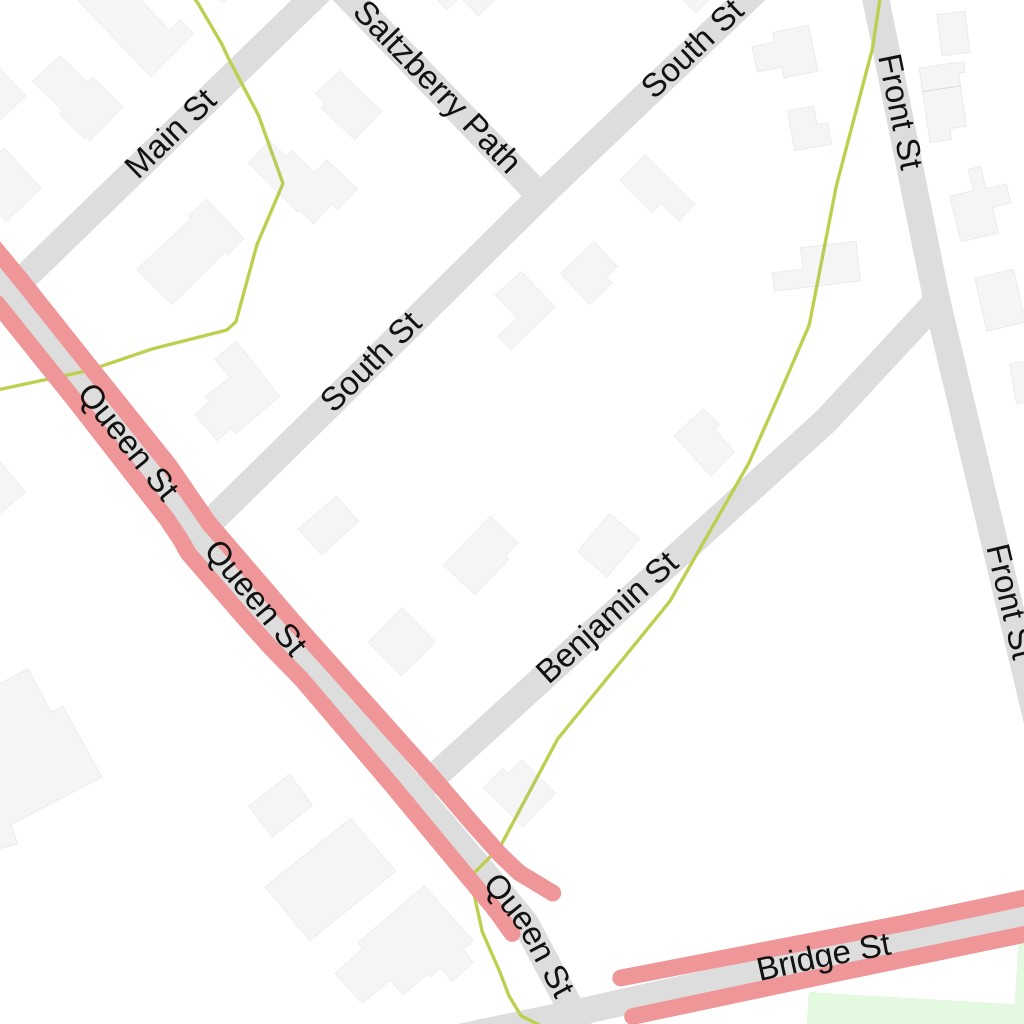 Saltzberry Path
South St
Main St
Front St
South St
Queen St
Queen St
Benjamin St
Front St
Queen St
Bridge St